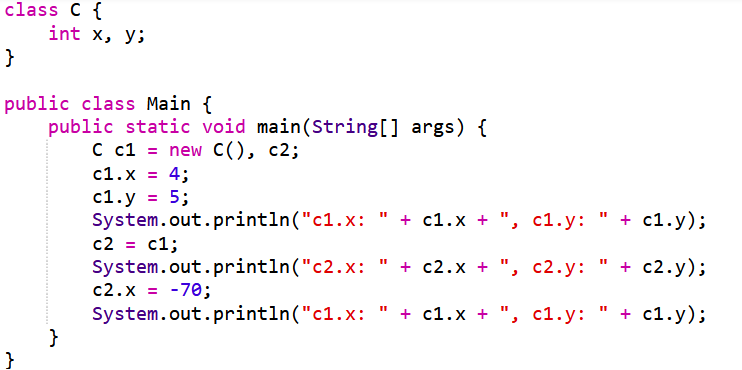 class C {
    int x, y;
}

public class Main {
    public static void main(String[] args) {
        C c1 = new C(), c2;
        c1.x = 4;
        c1.y = 5;
        System.out.println("c1.x: " + c1.x + ", c1.y: " + c1.y);
        c2 = c1;
        System.out.println("c2.x: " + c2.x + ", c2.y: " + c2.y);
        c2.x = -70;
        System.out.println("c1.x: " + c1.x + ", c1.y: " + c1.y);
    }
}